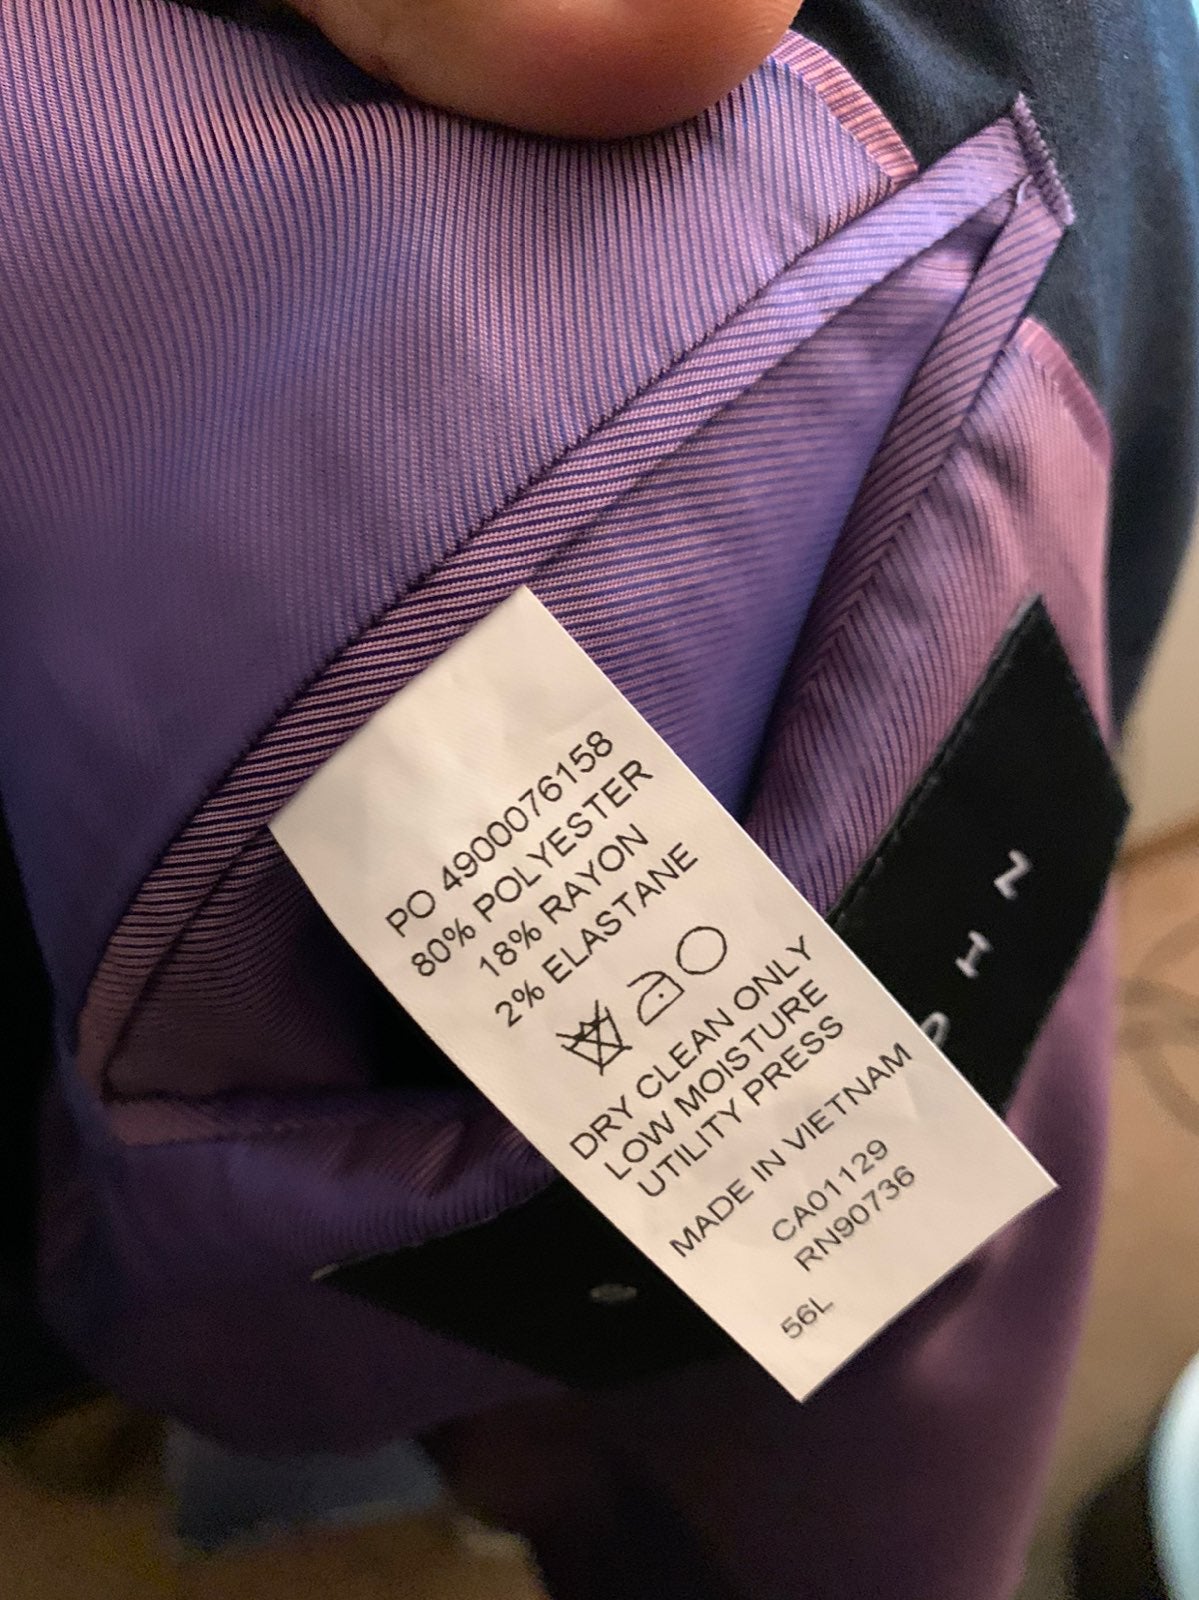 PO 4900076158
80% POLYESTER
18% RAYON
2% ELASTANE
DRY CLEAN ONLY
LOW MOISTURE
UTILITY PRESS
MADE IN VIETNAM
CA01129
RN90736
56L